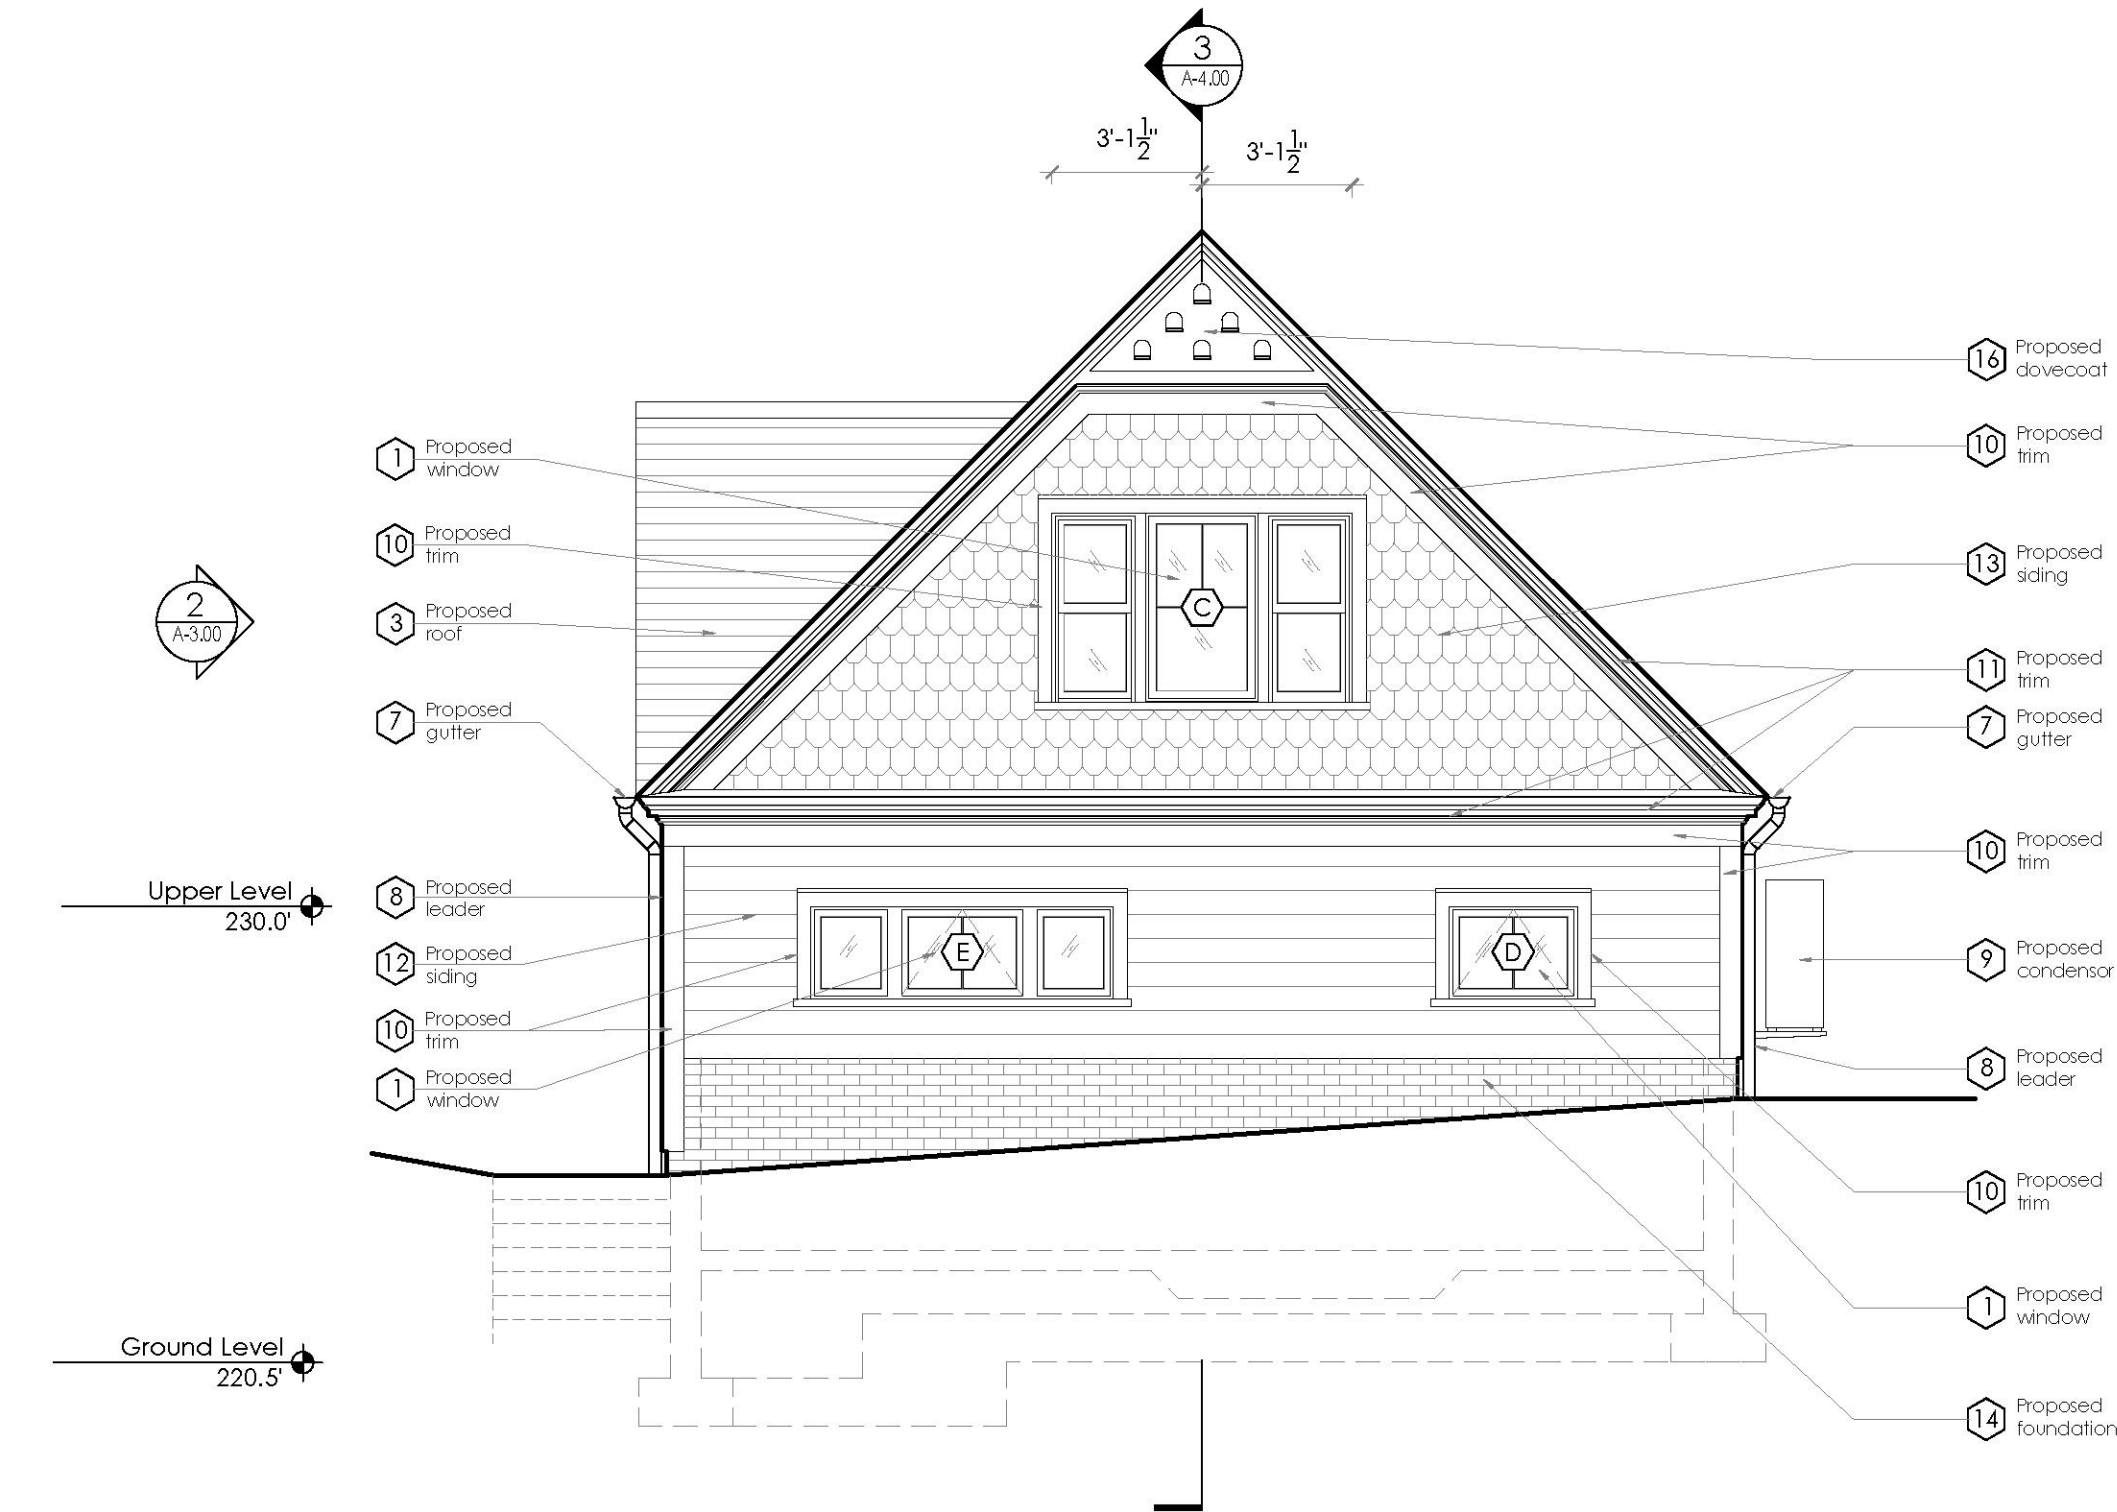 3
A-4.00
3'-1 1/2"
3'-1 1/2"
16 Proposed
dovecoat
1 Proposed
window
10 Proposed
trim
10 Proposed
trim
13 Proposed
siding
2
A-3.00
3 Proposed
roof
C
11 Proposed
trim
7 Proposed
gutter
7 Proposed
gutter
10 Proposed
trim
Upper Level
230.0'
8 Proposed
leader
12 Proposed
siding
E
D
9 Proposed
condensor
10 Proposed
trim
1 Proposed
window
8 Proposed
leader
10 Proposed
trim
1 Proposed
window
Ground Level
220.5'
14 Proposed
foundation